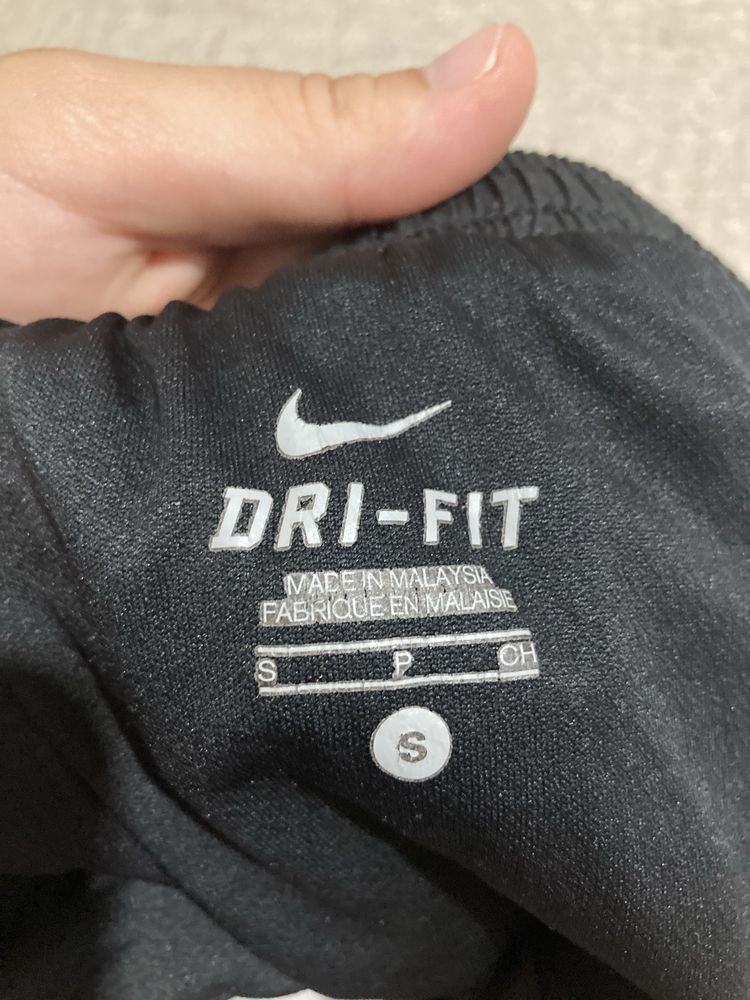 DRI-FIT
MADE IN MALAYSIA
FABRIQUE EN MALAISIE
S P CH
S